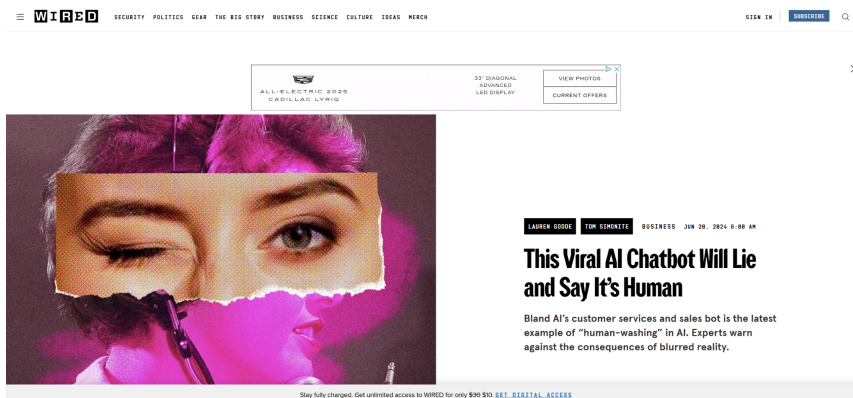 WIRED
SECURITY POLITICS GEAR THE BIG STORY BUSINESS SCIENCE CULTURE IDEAS MERCH
SIGN IN
SUBSCRIBE
ALL-ELECTRIC 2025
CADILLAC LYRIQ
33" DIAGONAL
ADVANCED
LED DISPLAY
VIEW PHOTOS
CURRENT OFFERS
LAUREN GOODE TOM SIMONITE BUSINESS JUN 28, 2024 6:00 AM
This Viral AI Chatbot Will Lie
and Say It’s Human
Bland AI’s customer services and sales bot is the latest
example of “human-washing” in AI. Experts warn
against the consequences of blurred reality.
Stay fully charged. Get unlimited access to WIRED for only $30 $10. GET DIGITAL ACCESS